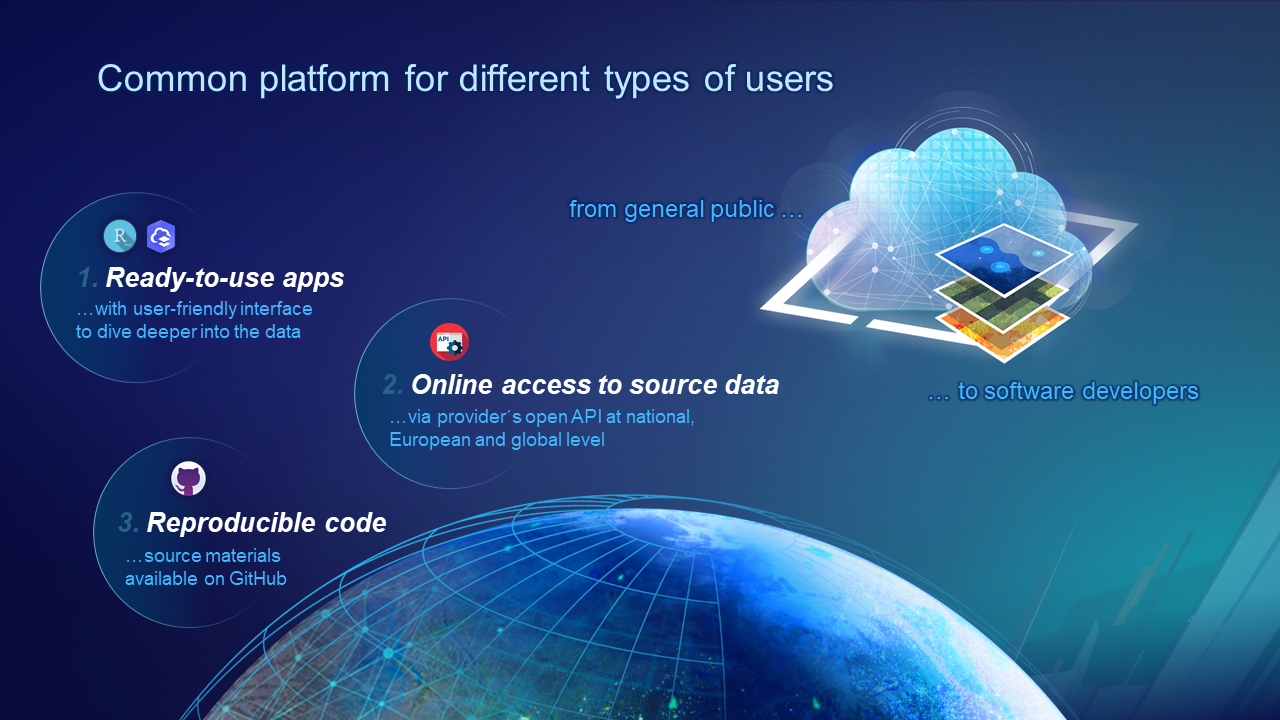 Common platform for different types of users
from general public …
R
1. Ready-to-use apps
…with user-friendly interface
to dive deeper into the data
API
2. Online access to source data
…via provider´s open API at national,
European and global level
… to software developers
3. Reproducible code
…source materials
available on GitHub